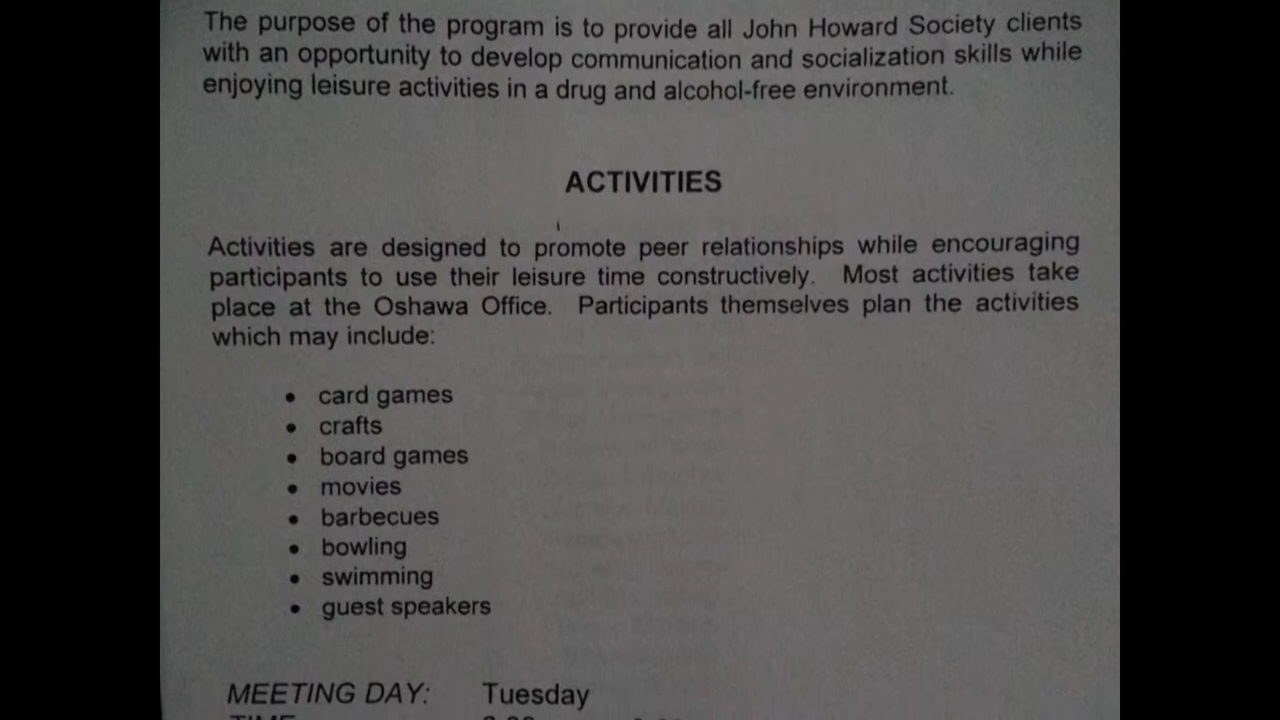 The purpose of the program is to provide all John Howard Society clients
with an opportunity to develop communication and socialization skills while
enjoying leisure activities in a drug and alcohol-free environment.
ACTIVITIES
Activities are designed to promote peer relationships while encouraging
participants to use their leisure time constructively. Most activities take
place at the Oshawa Office. Participants themselves plan the activities
which may include:
• card games
• crafts
• board games
• movies
• barbecues
• bowling
• swimming
• guest speakers
MEETING DAY: Tuesday